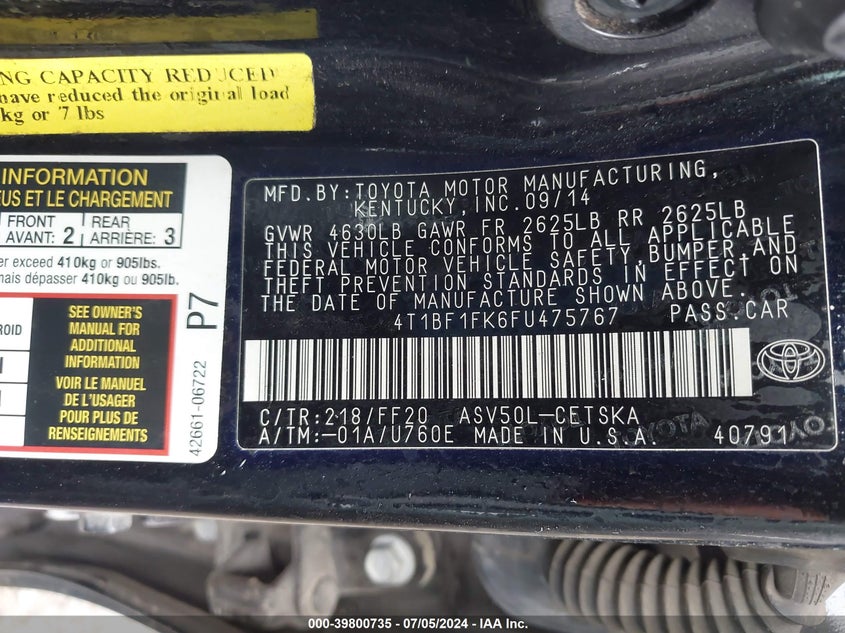 NG CAPACITY REDUCED
have reduced the original load
kg or 7 lbs
INFORMATION
EUS ET LE CHARGEMENT
FRONT
AVANT: 2
REAR
ARRIÈRE: 3
er exceed 410kg or 905lbs.
mais dépasser 410kg ou 905lb.
ROID
SEE OWNER'S
MANUAL FOR
ADDITIONAL
INFORMATION
VOIR LE MANUEL
DE L'USAGER
POUR PLUS DE
RENSEIGNEMENTS
P7
42661-06722
MFD.BY:TOYOTA MOTOR MANUFACTURING,
KENTUCKY, INC.09/14
GVWR 4630LB GAWR FR 2625LB RR 2625LB
THIS VEHICLE CONFORMS TO ALL APPLICABLE
FEDERAL MOTOR VEHICLE SAFETY,BUMPER,AND
THEFT PREVENTION STANDARDS IN EFFECT ON
THE DATE OF MANUFACTURE SHOWN ABOVE.
4T1BF1FK6FU475767 PASS.CAR
C/TR:218/FF20 ASV50L-CETSKA
A/TM:-01A/U760E MADE IN U.S.A. 40791
TOYOTA
000-39800735 - 07/05/2024 - IAA Inc.